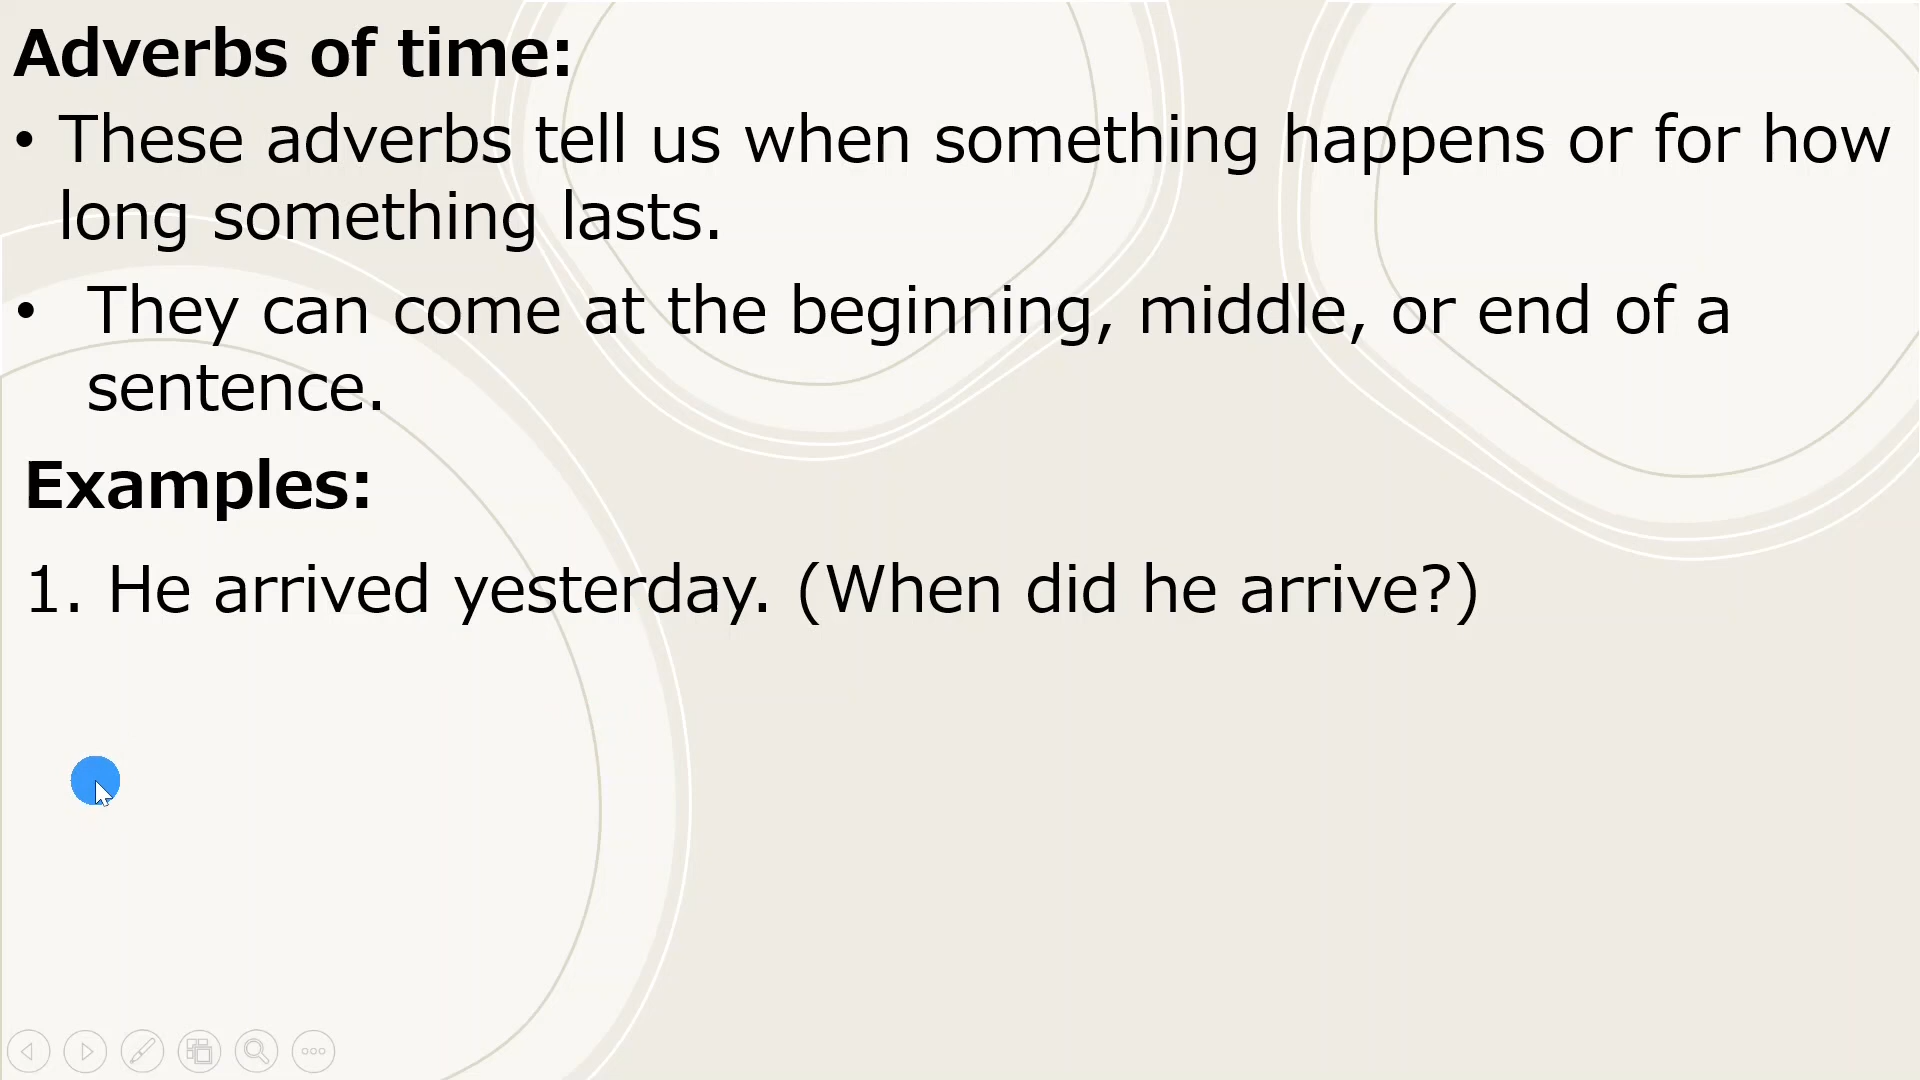 Adverbs of time:
• These adverbs tell us when something happens or for how
long something lasts.
• They can come at the beginning, middle, or end of a
sentence.
Examples:
1. He arrived yesterday. (When did he arrive?)